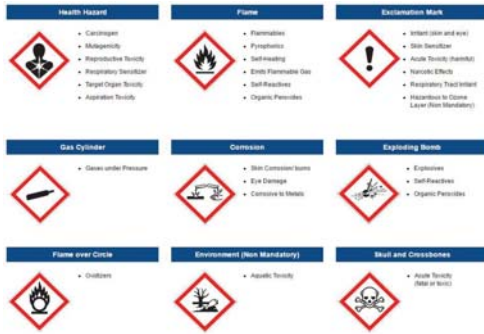 Health Hazard
• Carcinogen
• Mutagenicity
• Reproductive Toxicity
• Respiratory Sensitizer
• Target Organ Toxicity
• Aspiration Toxicity
Flame
• Flammables
• Pyrophorics
• Self-Heating
• Emits Flammable Gas
• Self-Reactives
• Organic Peroxides
Exclamation Mark
• Irritant (skin and eye)
• Skin Sensitizer
• Acute Toxicity (harmful)
• Narcotic Effects
• Respiratory Tract Irritant
• Hazardous to Ozone
Layer (Non Mandatory)
Gas Cylinder
• Gases under Pressure
Corrosion
• Skin Corrosion/ burns
• Eye Damage
• Corrosive to Metals
Exploding Bomb
• Explosives
• Self-Reactives
• Organic Peroxides
Flame over Circle
• Oxidizers
Environment (Non Mandatory)
• Aquatic Toxicity
Skull and Crossbones
• Acute Toxicity
(fatal or toxic)